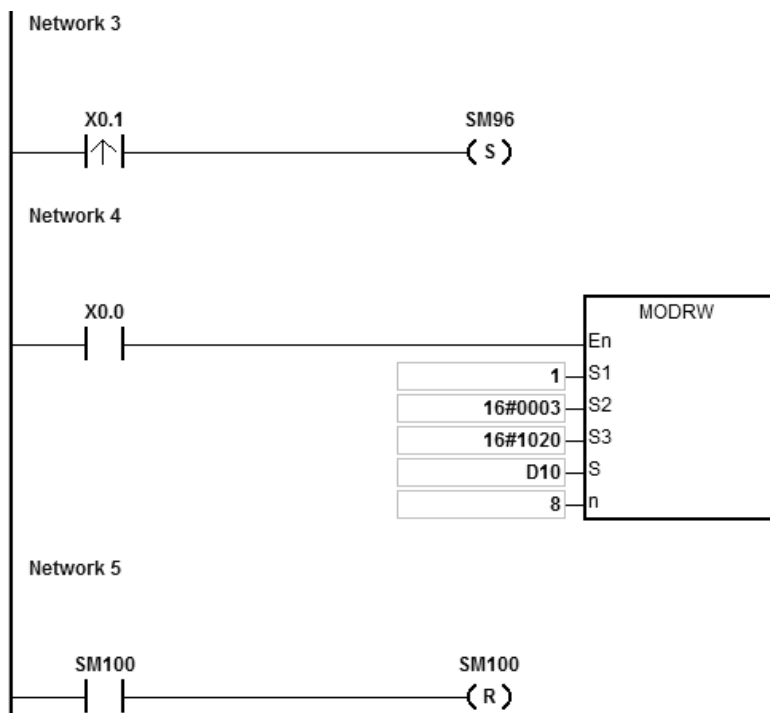 Network 3
X0.1 SM96
S
Network 4
X0.0 MODRW
En
1 S1
16#0003 S2
16#1020 S3
D10 S
8 n
Network 5
SM100 SM100
R